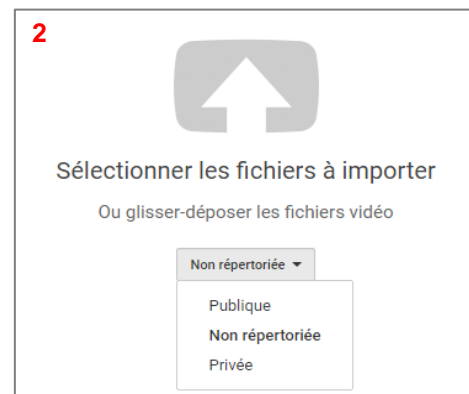 2
Sélectionner les fichiers à importer
Ou glisser-déposer les fichiers vidéo
Non répertoriée
Publique
Non répertoriée
Privée